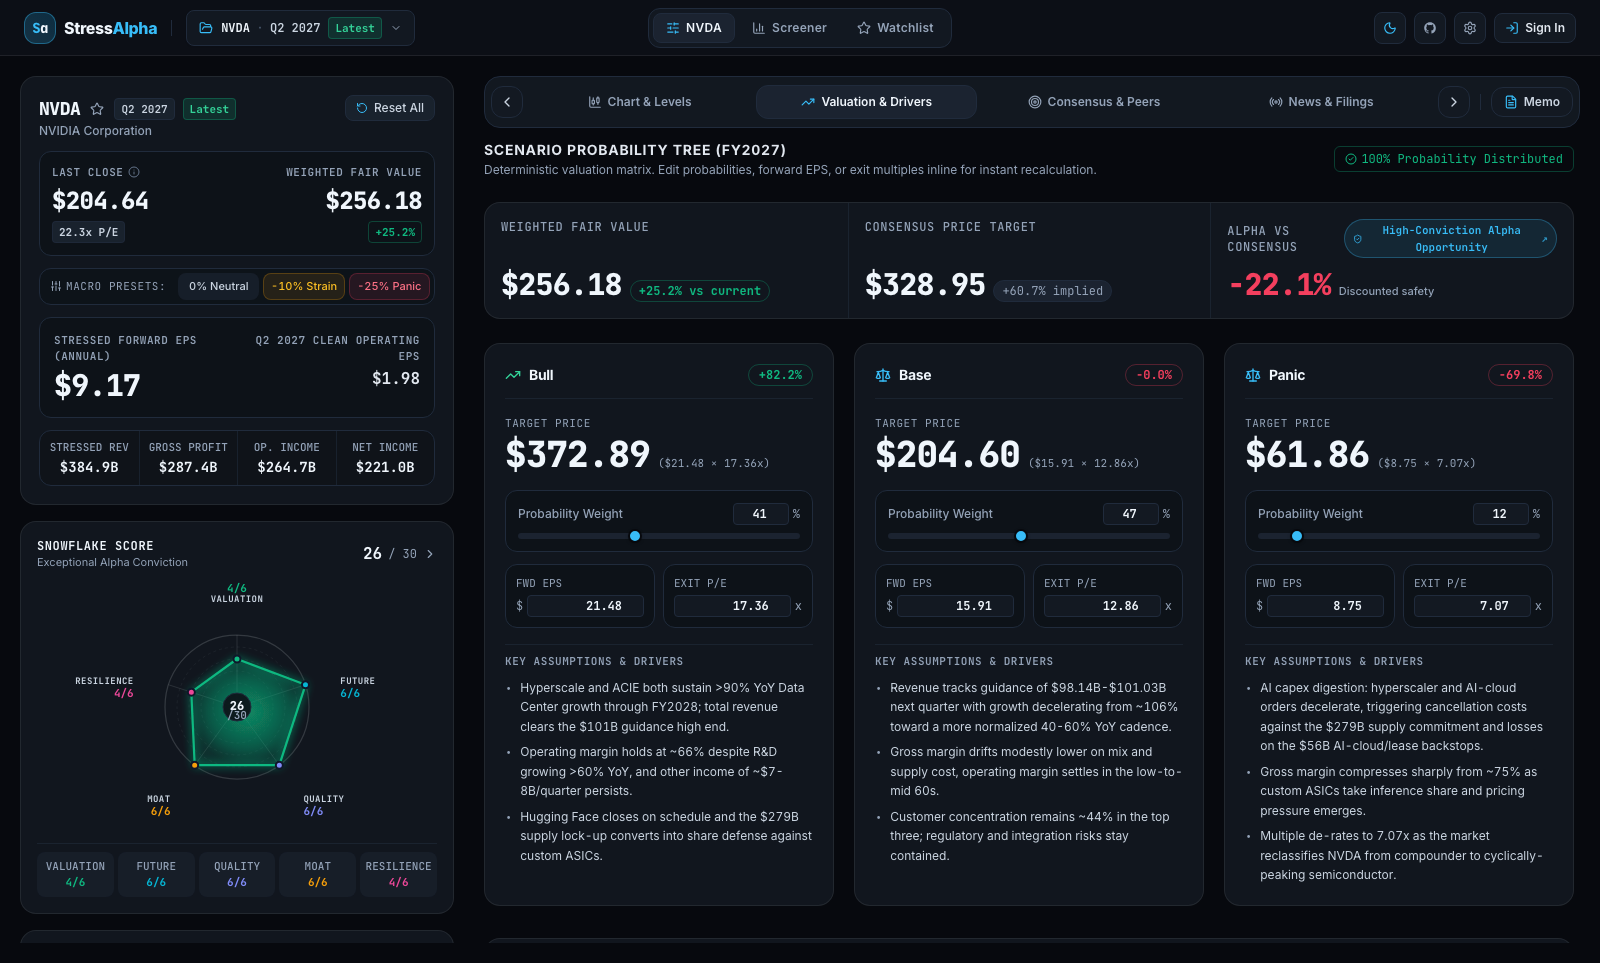 Sα StressAlpha
NVDA · Q2 2027 Latest
NVDA
Screener
Watchlist
Sign In
NVDA Q2 2027 Latest
Reset All
NVIDIA Corporation
LAST CLOSE
WEIGHTED FAIR VALUE
$204.64
$256.18
22.3x P/E
+25.2%
MACRO PRESETS:
0% Neutral
-10% Strain
-25% Panic
STRESSED FORWARD EPS
(ANNUAL)
$9.17
Q2 2027 CLEAN OPERATING
EPS
$1.98
STRESSED REV
$384.9B
GROSS PROFIT
$287.4B
OP. INCOME
$264.7B
NET INCOME
$221.0B
SNOWFLAKE SCORE
Exceptional Alpha Conviction
26 / 30
4/6
VALUATION
RESILIENCE
4/6
FUTURE
6/6
26
/30
MOAT
6/6
QUALITY
6/6
VALUATION
4/6
FUTURE
6/6
QUALITY
6/6
MOAT
6/6
RESILIENCE
4/6
Chart & Levels
Valuation & Drivers
Consensus & Peers
News & Filings
Memo
SCENARIO PROBABILITY TREE (FY2027)
Deterministic valuation matrix. Edit probabilities, forward EPS, or exit multiples inline for instant recalculation.
100% Probability Distributed
WEIGHTED FAIR VALUE
$256.18 +25.2% vs current
CONSENSUS PRICE TARGET
$328.95 +60.7% implied
ALPHA VS
CONSENSUS
High-Conviction Alpha
Opportunity ↗
-22.1% Discounted safety
Bull
+82.2%
TARGET PRICE
$372.89 ($21.48 × 17.36x)
Probability Weight 41 %
FWD EPS
$ 21.48
EXIT P/E
17.36 x
KEY ASSUMPTIONS & DRIVERS
• Hyperscale and ACIE both sustain >90% YoY Data
Center growth through FY2028; total revenue
clears the $101B guidance high end.
• Operating margin holds at ~66% despite R&D
growing >60% YoY, and other income of ~$7-
8B/quarter persists.
• Hugging Face closes on schedule and the $279B
supply lock-up converts into share defense against
custom ASICs.
Base
-0.0%
TARGET PRICE
$204.60 ($15.91 × 12.86x)
Probability Weight 47 %
FWD EPS
$ 15.91
EXIT P/E
12.86 x
KEY ASSUMPTIONS & DRIVERS
• Revenue tracks guidance of $98.14B-$101.03B
next quarter with growth decelerating from ~106%
toward a more normalized 40-60% YoY cadence.
• Gross margin drifts modestly lower on mix and
supply cost, operating margin settles in the low-to-
mid 60s.
• Customer concentration remains ~44% in the top
three; regulatory and integration risks stay
contained.
Panic
-69.8%
TARGET PRICE
$61.86 ($8.75 × 7.07x)
Probability Weight 12 %
FWD EPS
$ 8.75
EXIT P/E
7.07 x
KEY ASSUMPTIONS & DRIVERS
• AI capex digestion: hyperscaler and AI-cloud
orders decelerate, triggering cancellation costs
against the $279B supply commitment and losses
on the $56B AI-cloud/lease backstops.
• Gross margin compresses sharply from ~75% as
custom ASICs take inference share and pricing
pressure emerges.
• Multiple de-rates to 7.07x as the market
reclassifies NVDA from compounder to cyclically-
peaking semiconductor.